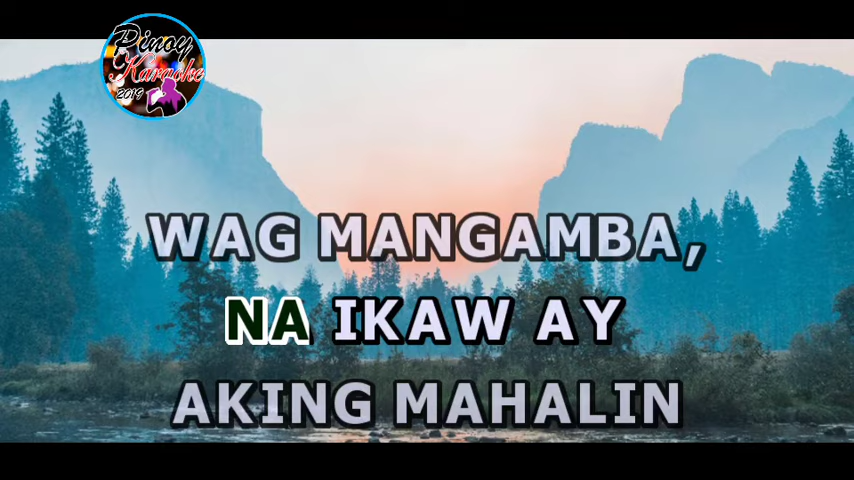 Pinoy
Karaoke
2019
WAG MANGAMBA,
NA IKAW AY
AKING MAHALIN